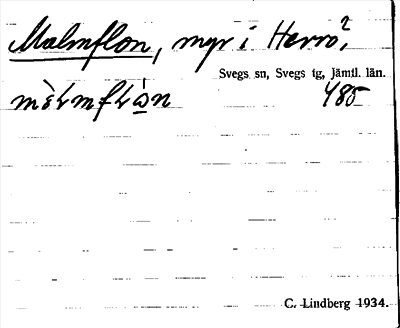 Malmflon, myr i Herrö?,
Svegs sn, Svegs tg, Jämtl. län.
485
C. Lindberg 1934.